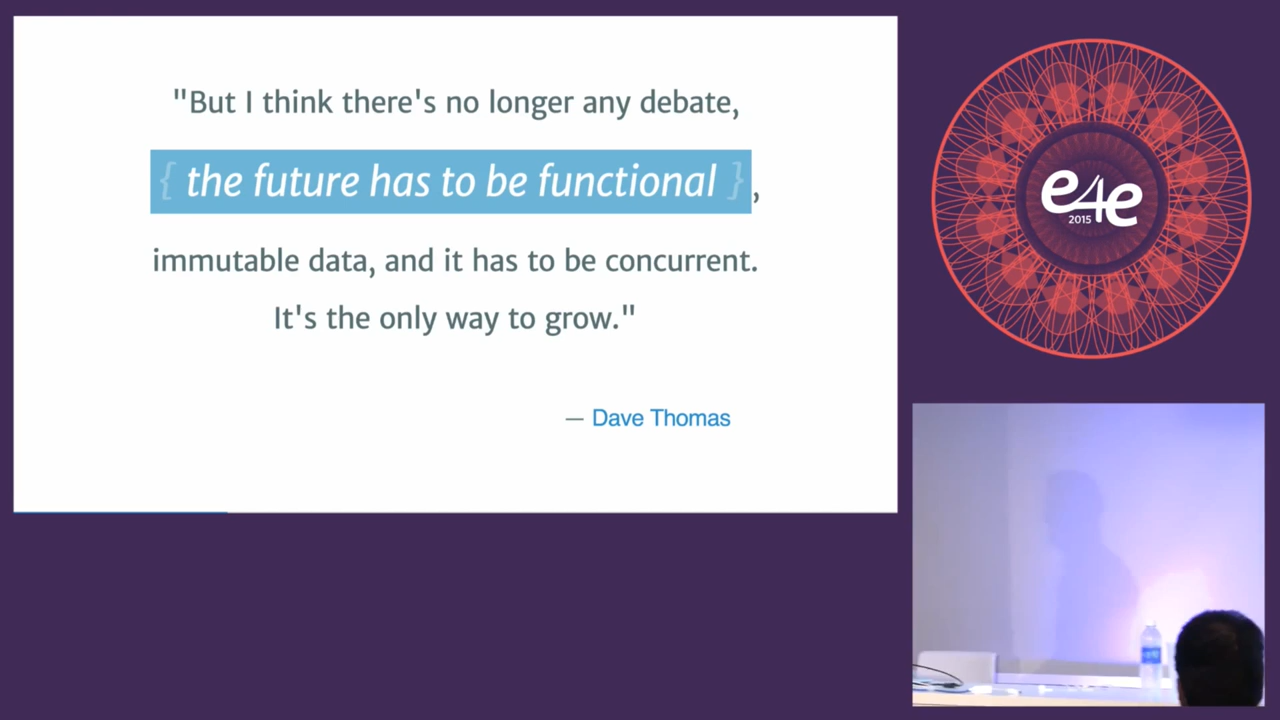 "But I think there's no longer any debate,
{ the future has to be functional },
immutable data, and it has to be concurrent.
It's the only way to grow."
— Dave Thomas
e4e
2015